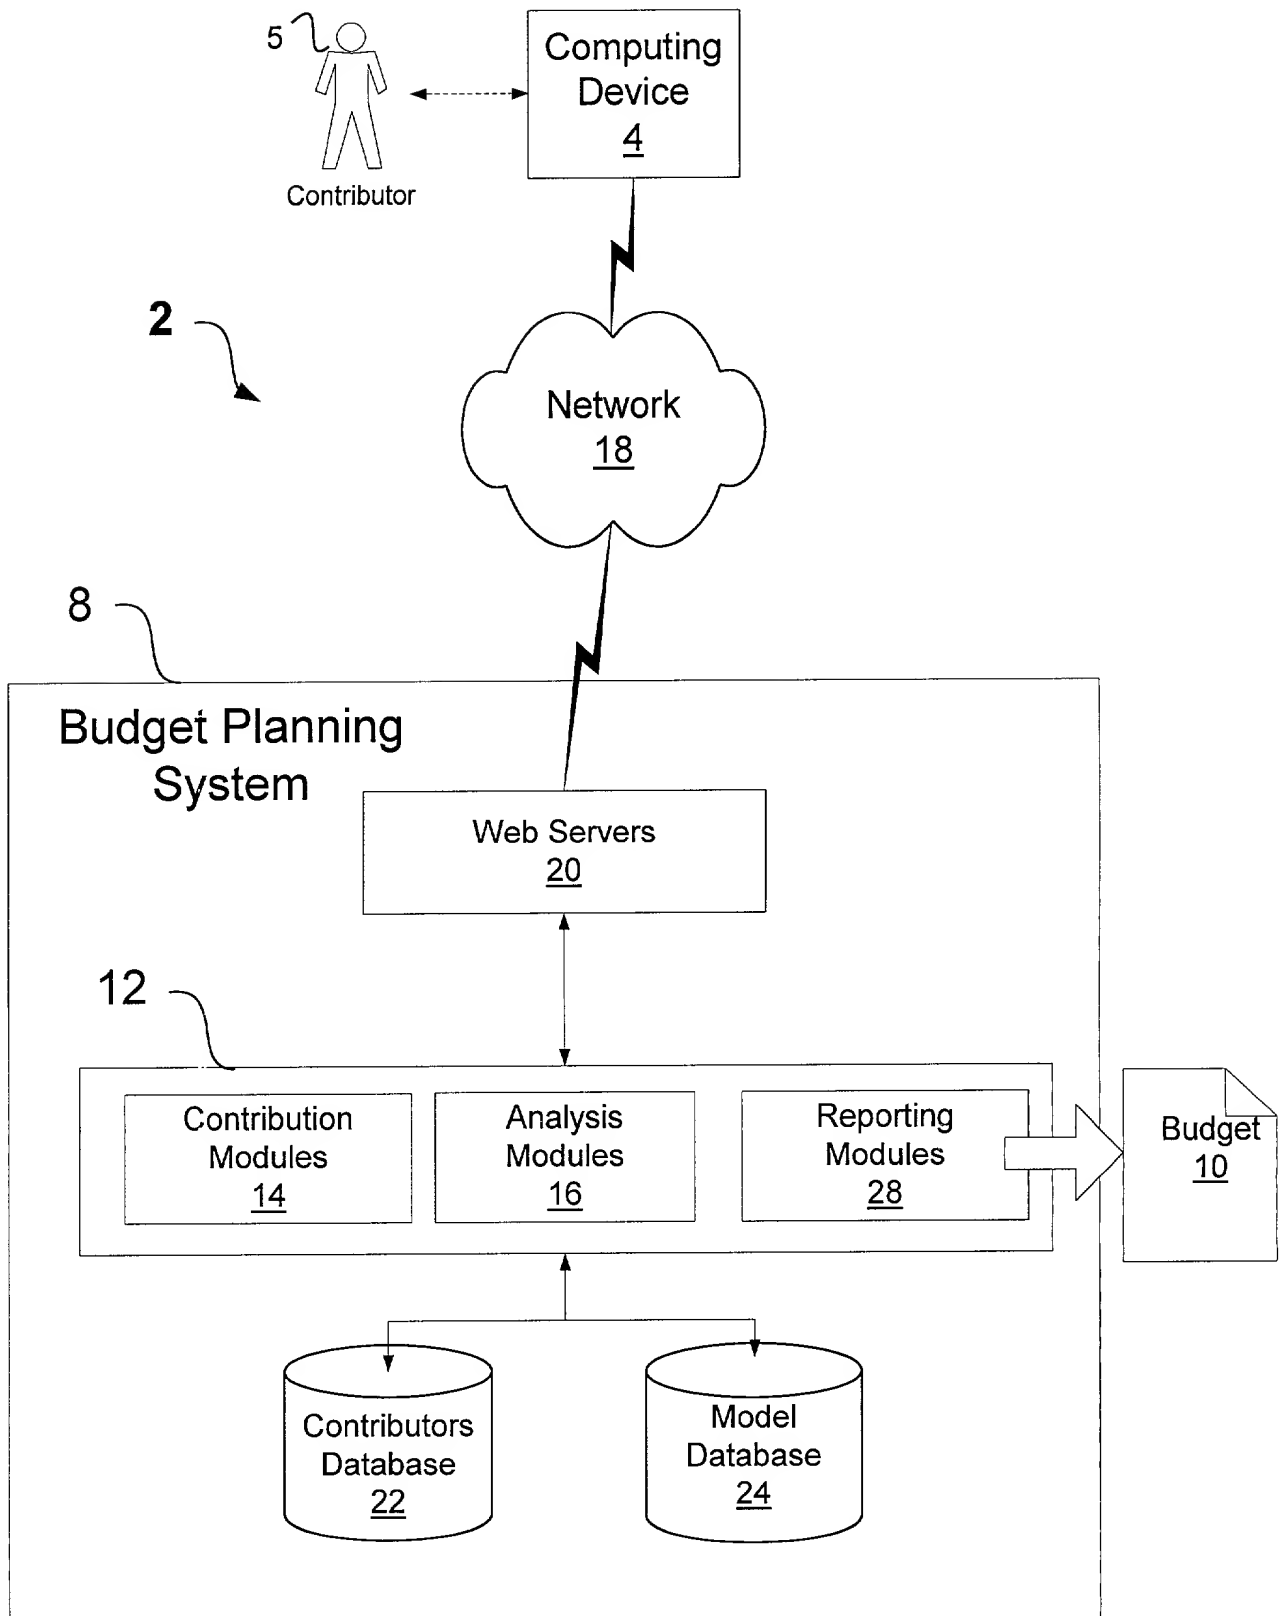 5
Computing
Device
4
Contributor
2
Network
18
8
Budget Planning
System
Web Servers
20
12
Contribution
Modules
14
Analysis
Modules
16
Reporting
Modules
28
Budget
10
Contributors
Database
22
Model
Database
24